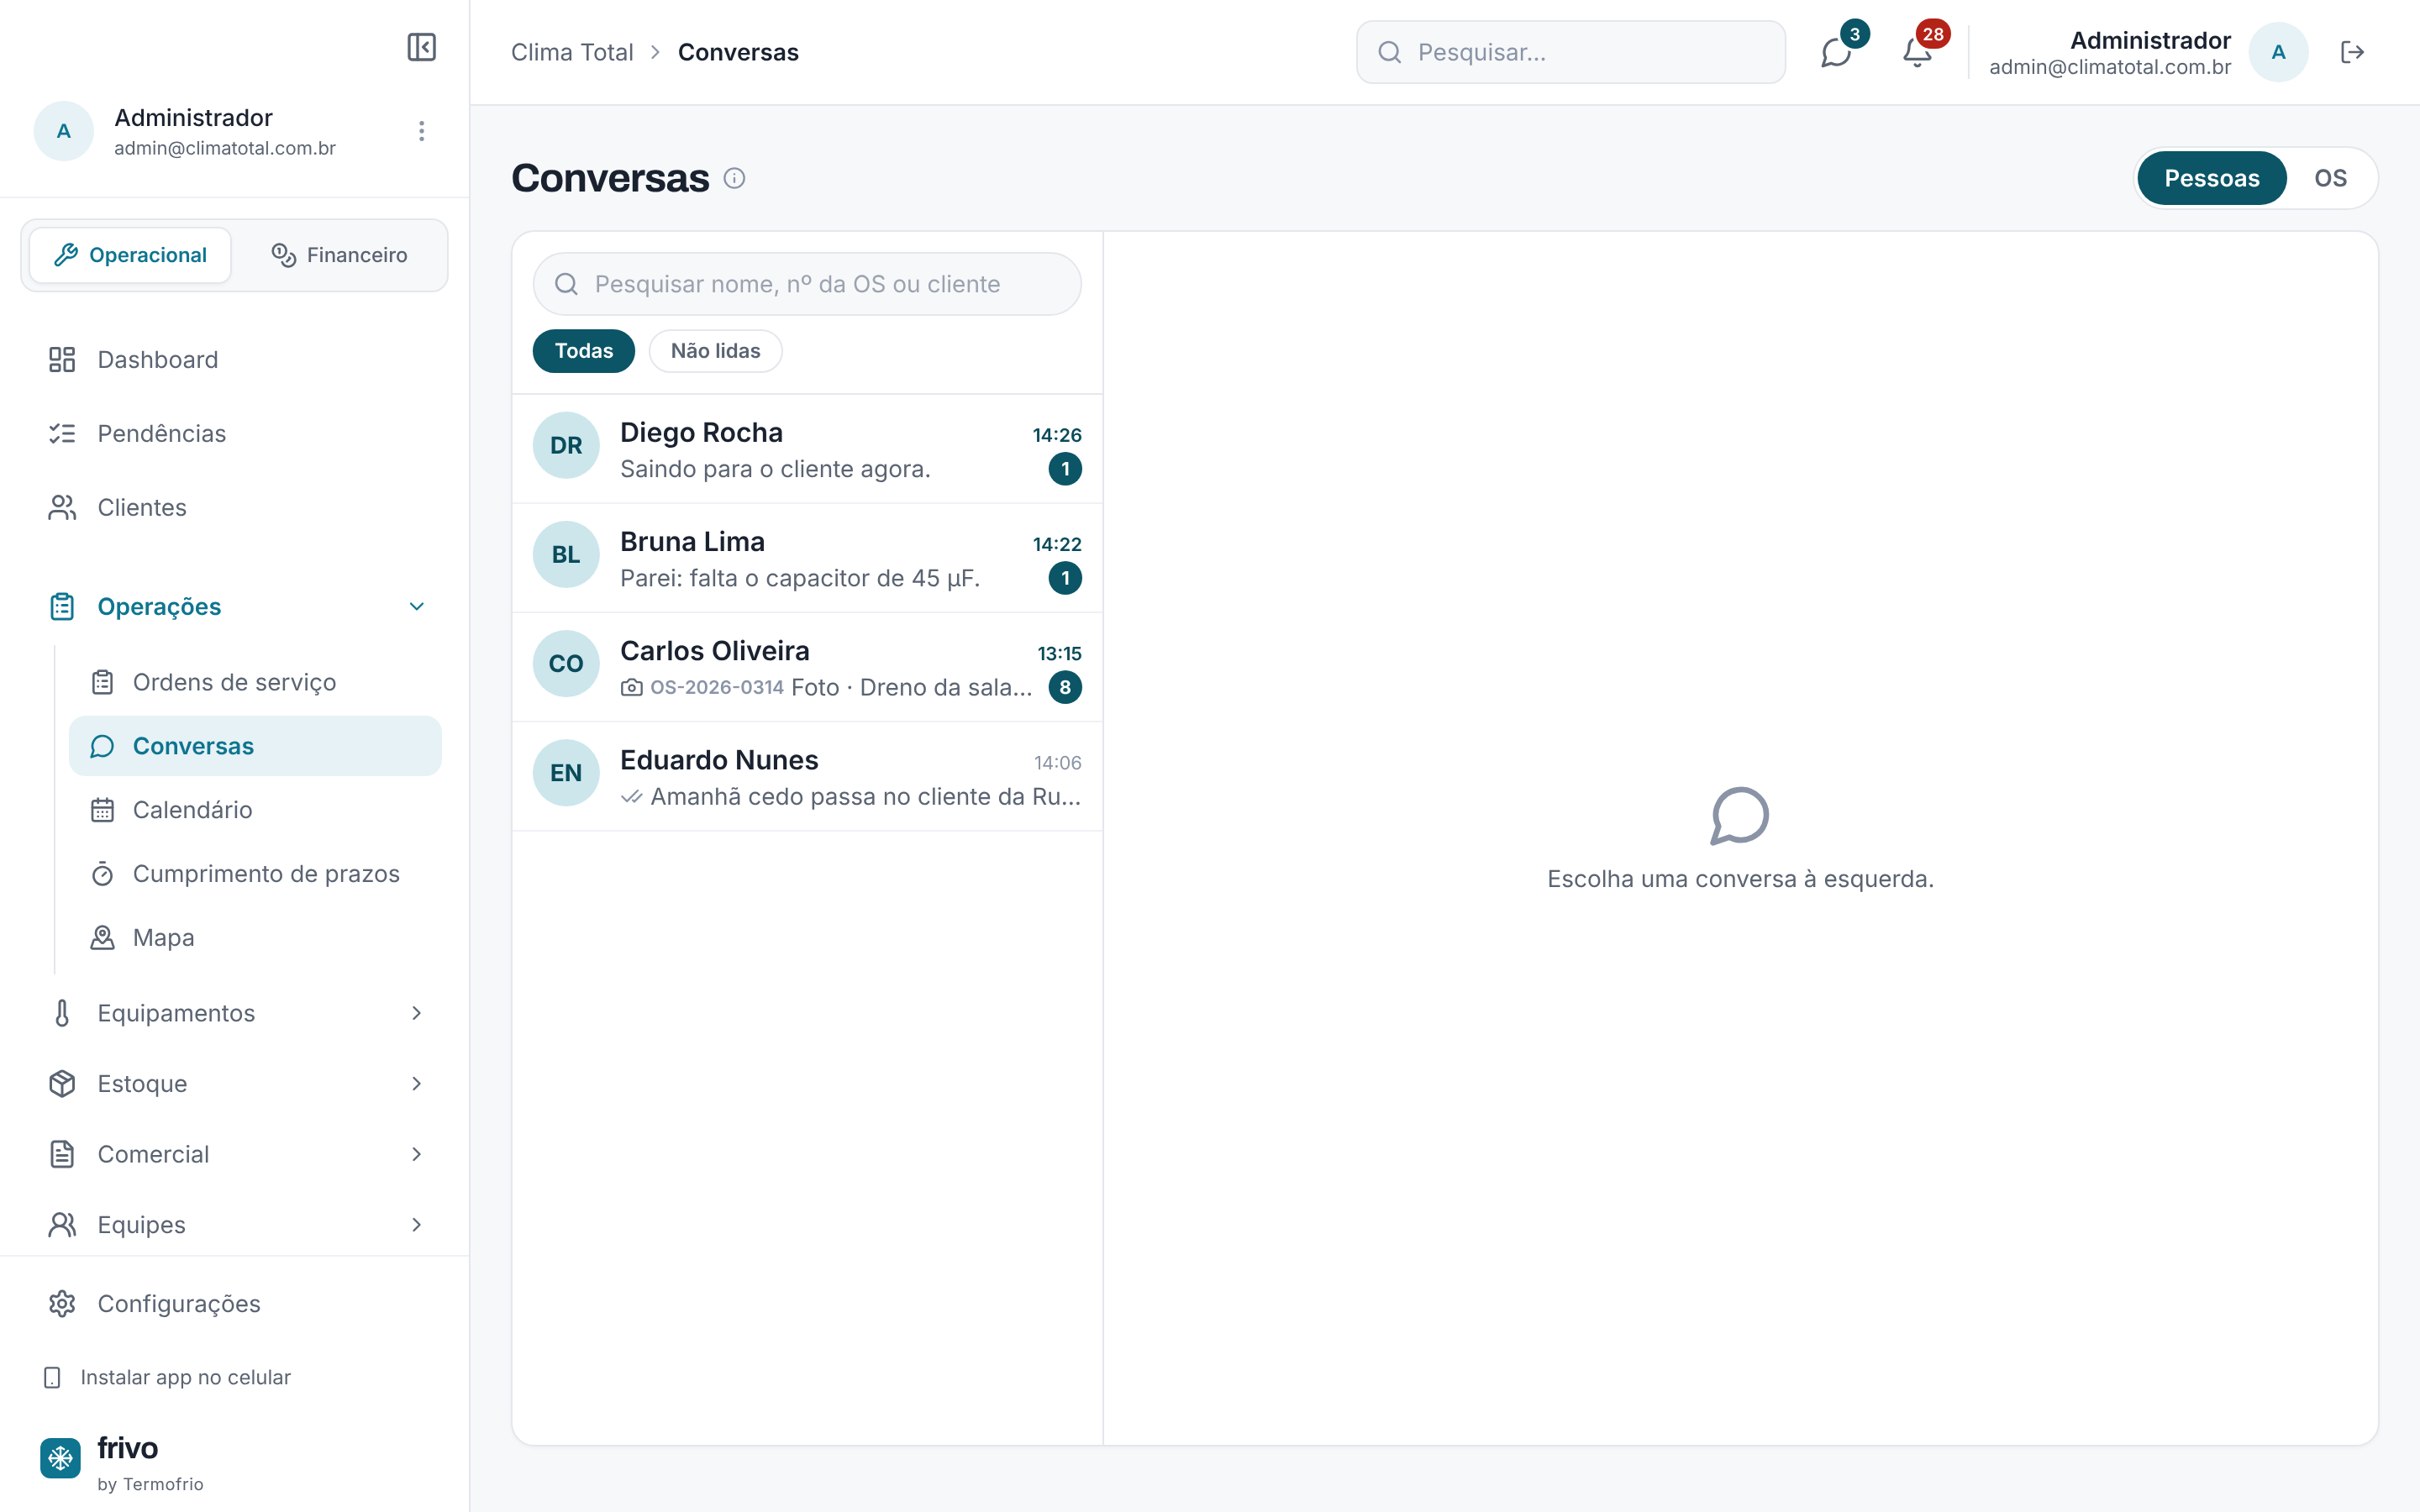 Administrador
admin@climatotal.com.br
A
Operacional
Financeiro
Dashboard
Pendências
Clientes
Operações
Ordens de serviço
Conversas
Calendário
Cumprimento de prazos
Mapa
Equipamentos
Estoque
Comercial
Equipes
Configurações
Instalar app no celular
frivo
by Termofrio
Clima Total
Conversas
Pesquisar...
3
28
Administrador
admin@climatotal.com.br
A
Conversas
Pessoas
OS
Pesquisar nome, nº da OS ou cliente
Todas
Não lidas
DR
Diego Rocha
14:26
Saindo para o cliente agora.
1
BL
Bruna Lima
14:22
Parei: falta o capacitor de 45 µF.
1
CO
Carlos Oliveira
13:15
OS-2026-0314 Foto · Dreno da sala...
8
EN
Eduardo Nunes
14:06
Amanhã cedo passa no cliente da Ru...
Escolha uma conversa à esquerda.